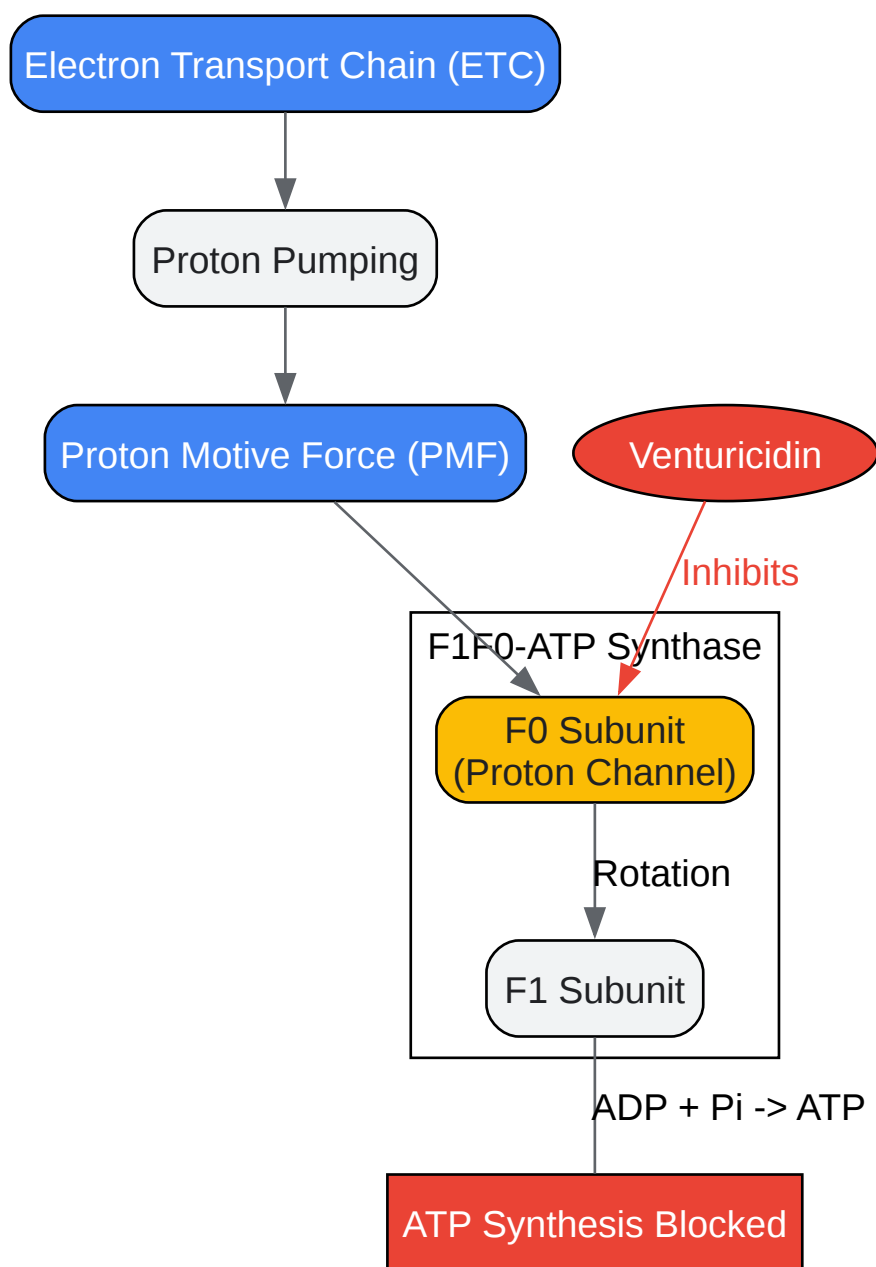 Electron Transport Chain (ETC)
Proton Pumping
Proton Motive Force (PMF)
Venturicidin
Inhibits
F1F0-ATP Synthase
F0 Subunit
(Proton Channel)
Rotation
F1 Subunit
ADP + Pi -> ATP
ATP Synthesis Blocked